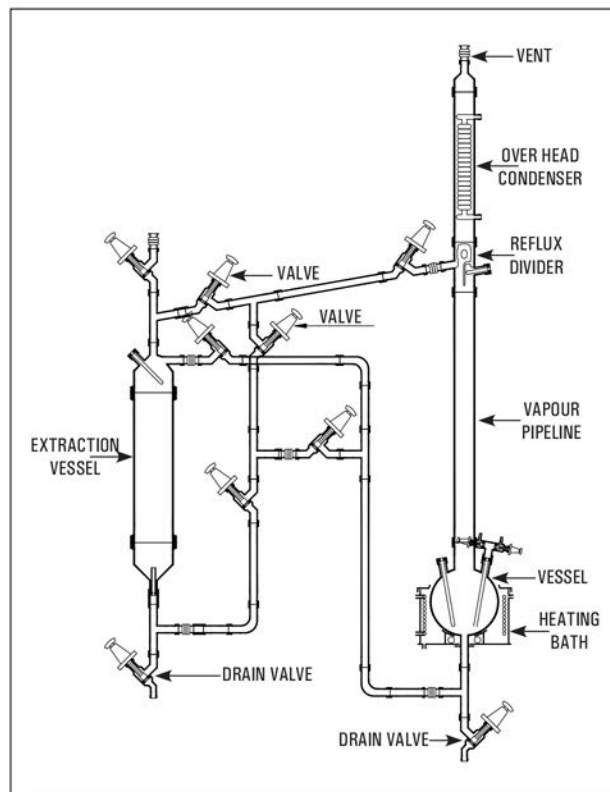 VENT
OVER HEAD
CONDENSER
REFLUX
DIVIDER
VALVE
VALVE
EXTRACTION
VESSEL
VAPOUR
PIPELINE
VESSEL
HEATING
BATH
DRAIN VALVE
DRAIN VALVE